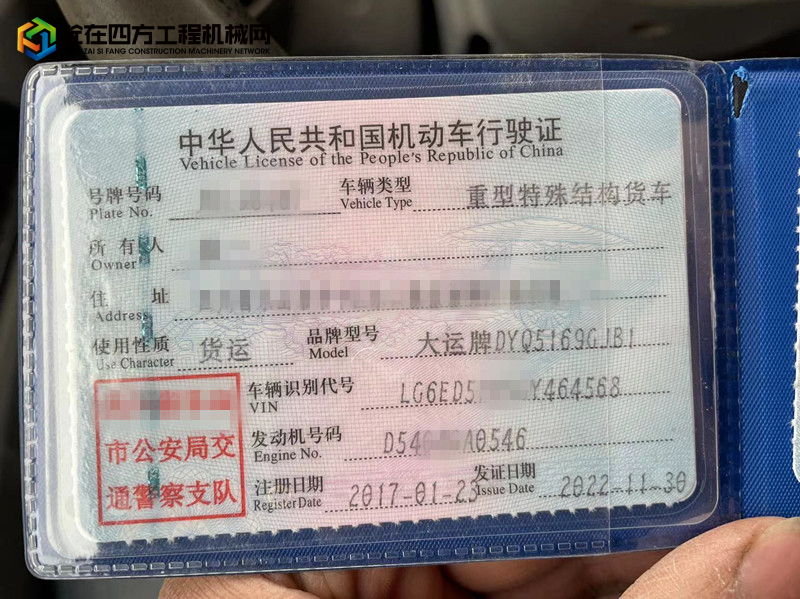 在四方工程机械网
ZAI SI FANG CONSTRUCTION MACHINERY NETWORK
中华人民共和国机动车行驶证
Vehicle License of the People's Republic of China
号牌号码 Plate No. 车辆类型 Vehicle Type 重型特殊结构货车
所有人 Owner
住址 Address
使用性质 Use Character 货运 品牌型号 Model 大运牌DYQ5169GJB1
车辆识别代号 VIN LG6ED5 Y464568
市公安局交
通警察支队
发动机号码 Engine No. D54 A0546
注册日期 Register Date 2017-01-23 发证日期 Issue Date 2022-11-30